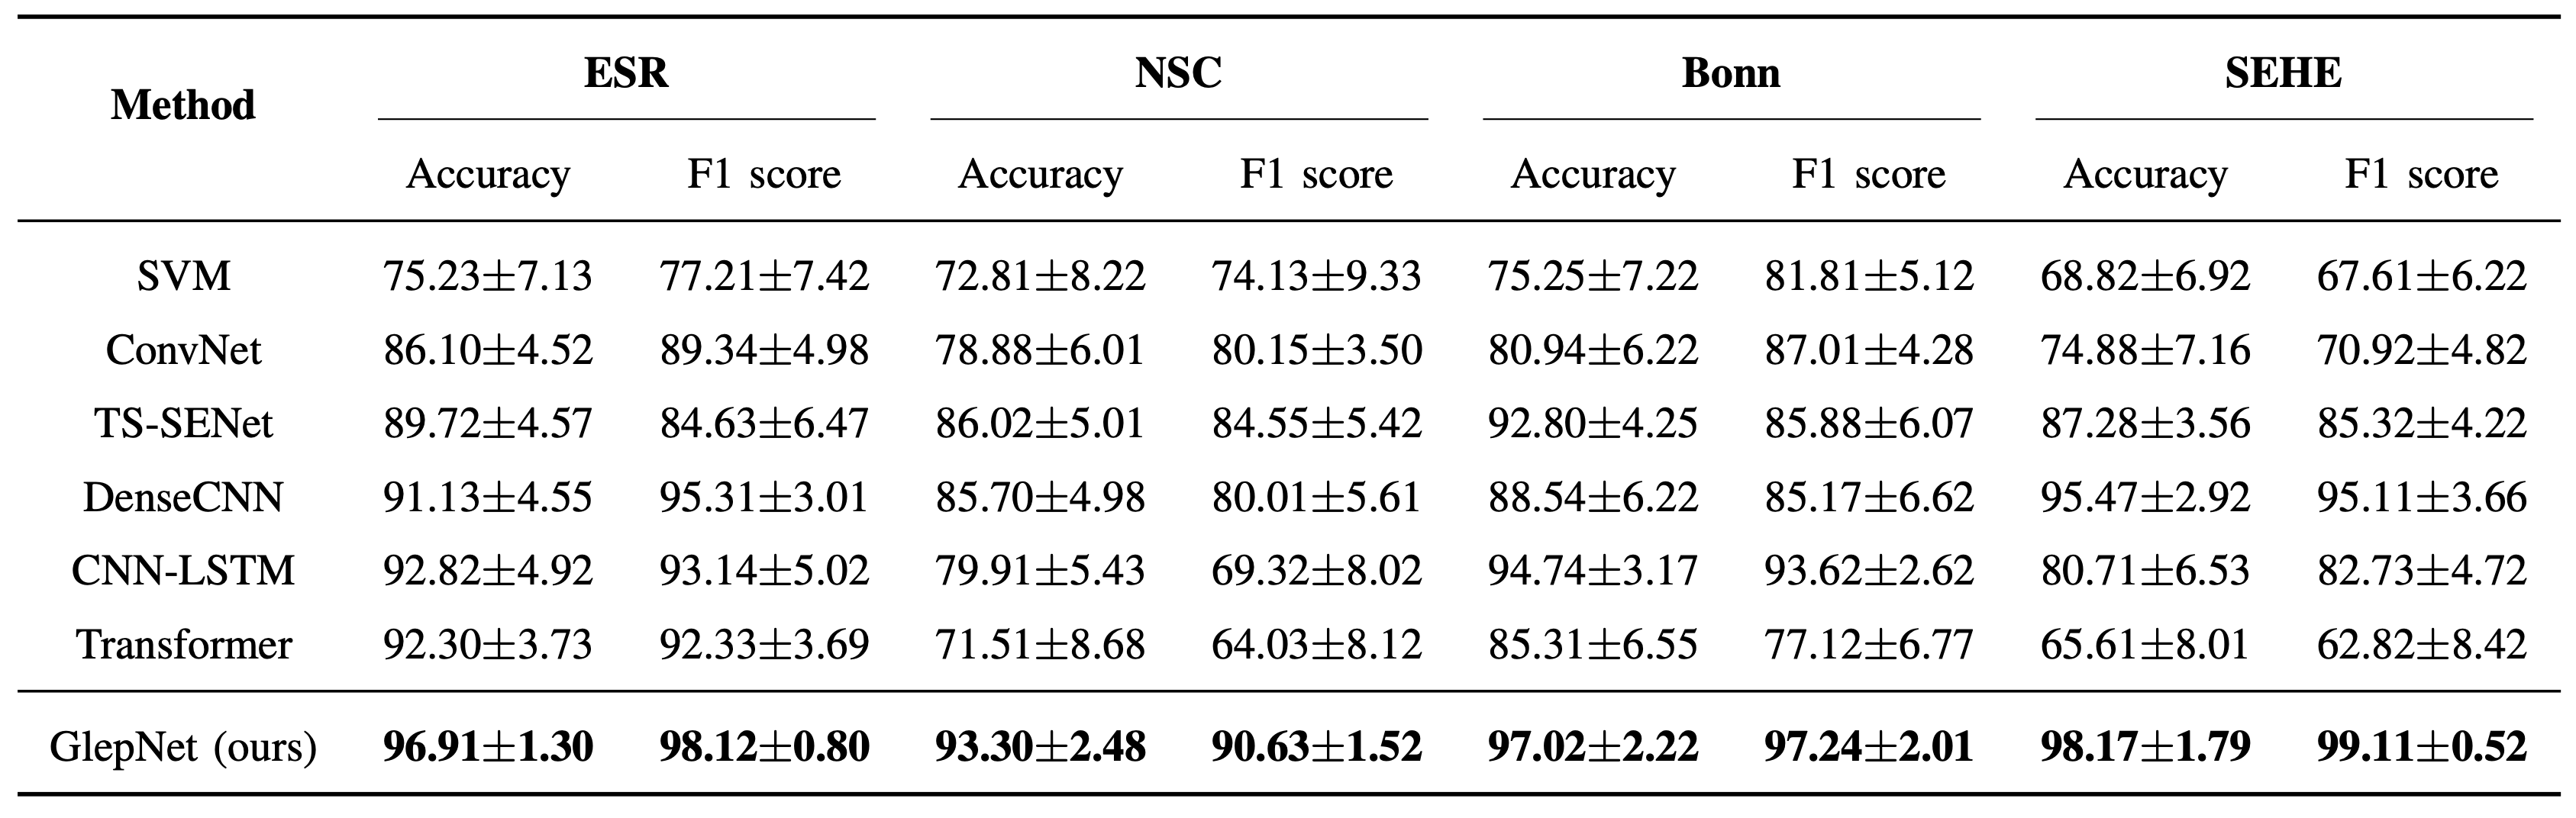 Method ESR NSC Bonn SEHE
Accuracy F1 score Accuracy F1 score Accuracy F1 score Accuracy F1 score
SVM 75.23±7.13 77.21±7.42 72.81±8.22 74.13±9.33 75.25±7.22 81.81±5.12 68.82±6.92 67.61±6.22
ConvNet 86.10±4.52 89.34±4.98 78.88±6.01 80.15±3.50 80.94±6.22 87.01±4.28 74.88±7.16 70.92±4.82
TS-SENet 89.72±4.57 84.63±6.47 86.02±5.01 84.55±5.42 92.80±4.25 85.88±6.07 87.28±3.56 85.32±4.22
DenseCNN 91.13±4.55 95.31±3.01 85.70±4.98 80.01±5.61 88.54±6.22 85.17±6.62 95.47±2.92 95.11±3.66
CNN-LSTM 92.82±4.92 93.14±5.02 79.91±5.43 69.32±8.02 94.74±3.17 93.62±2.62 80.71±6.53 82.73±4.72
Transformer 92.30±3.73 92.33±3.69 71.51±8.68 64.03±8.12 85.31±6.55 77.12±6.77 65.61±8.01 62.82±8.42
GlepNet (ours) 96.91±1.30 98.12±0.80 93.30±2.48 90.63±1.52 97.02±2.22 97.24±2.01 98.17±1.79 99.11±0.52